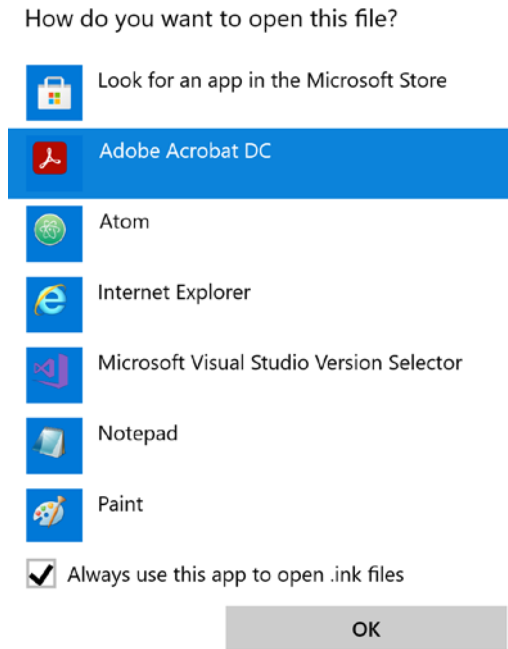 How do you want to open this file?
Look for an app in the Microsoft Store
Adobe Acrobat DC
Atom
Internet Explorer
Microsoft Visual Studio Version Selector
Notepad
Paint
Always use this app to open .ink files
OK